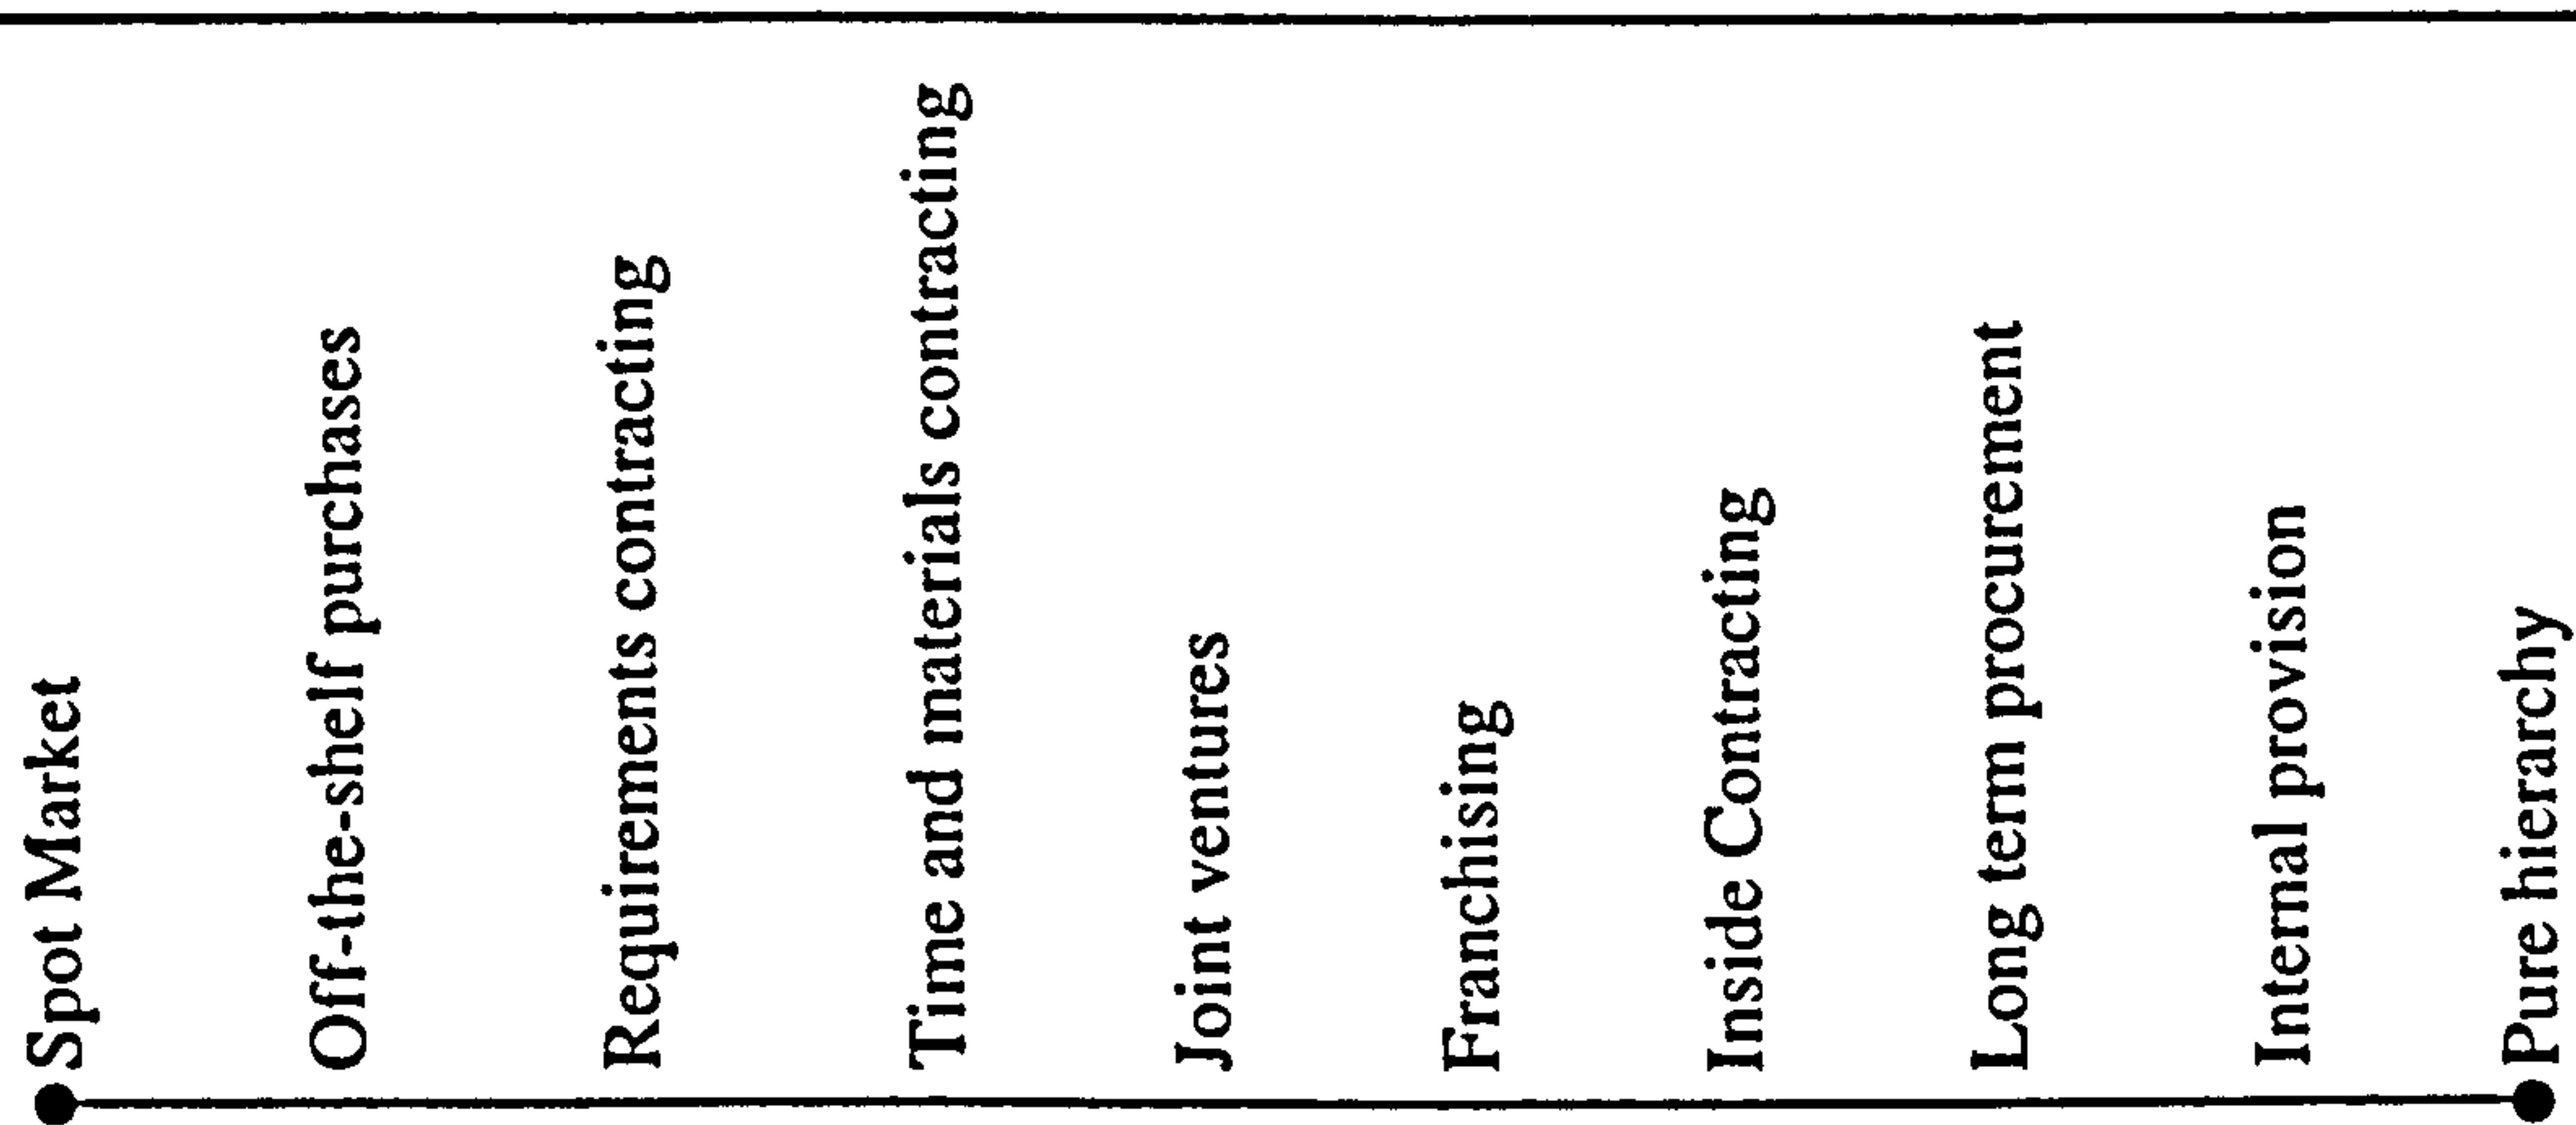 Spot Market
Off-the-shelf purchases
Requirements contracting
Time and materials contracting
Joint ventures
Franchising
Inside Contracting
Long term procurement
Internal provision
Pure hierarchy